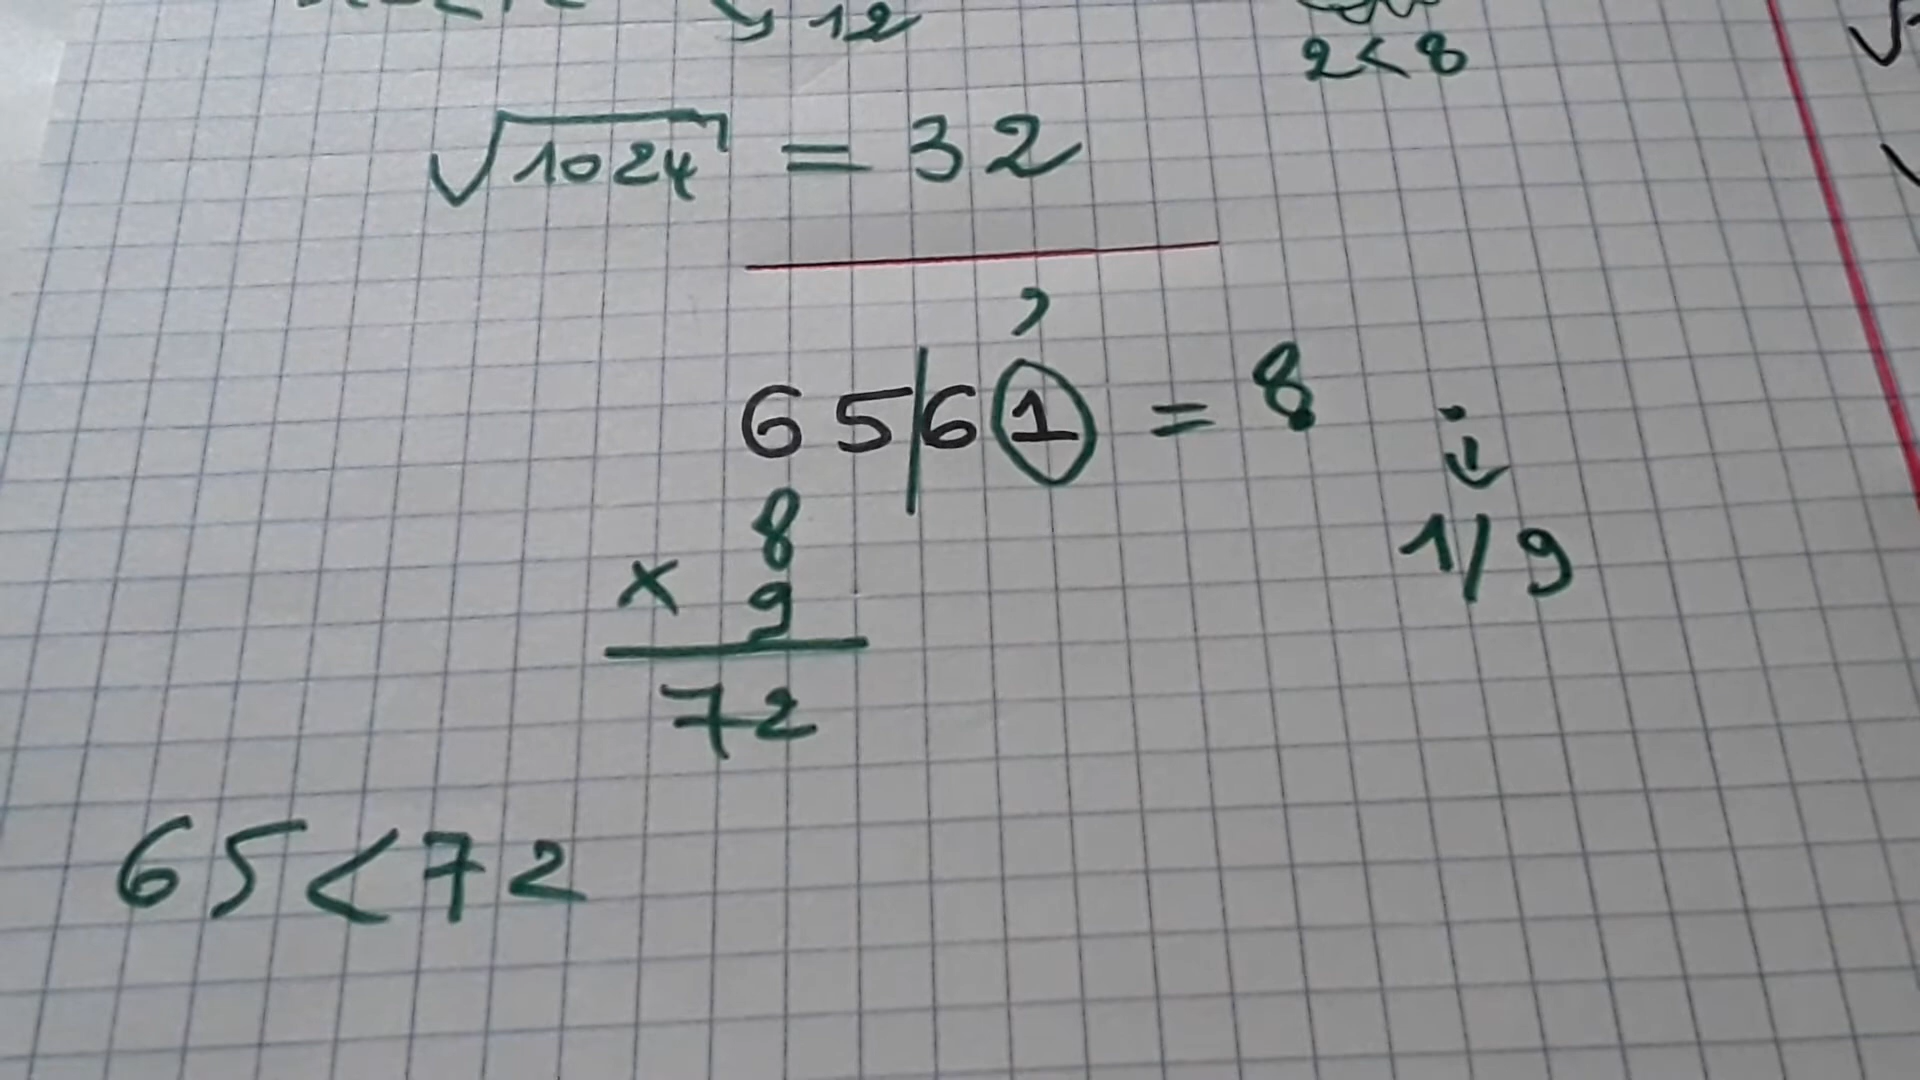 12
2<8
√1024 = 32
65|61 = 8 .
8
↓
x 9
1/9
72
65<72